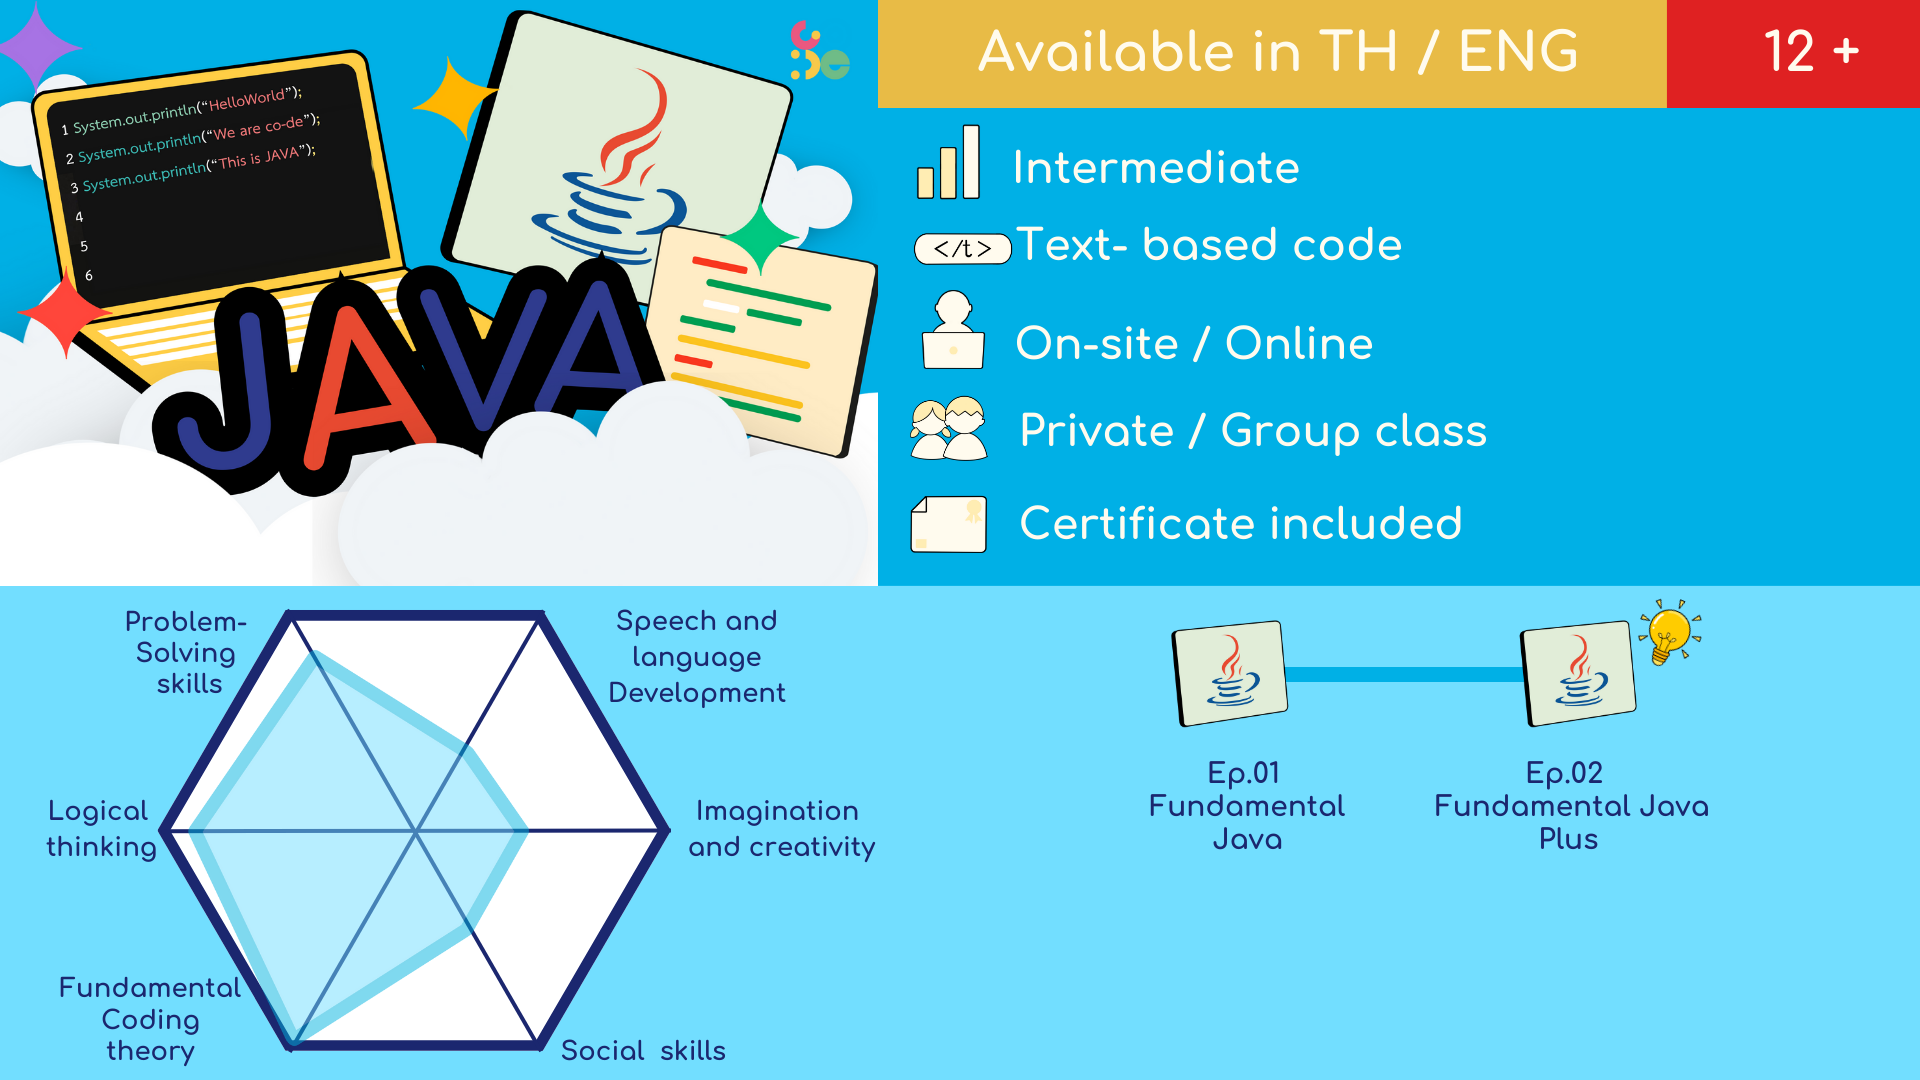 1 System.out.println(“HelloWorld”);
2 System.out.println(“We are co-de”);
3 System.out.println(“This is JAVA”);
4
5
6
JAVA
Available in TH / ENG
12 +
Intermediate
</t>
Text- based code
On-site / Online
Private / Group class
Certificate included
Problem-
Solving
skills
Speech and
language
Development
Logical
thinking
Imagination
and creativity
Fundamental
Coding
theory
Social skills
Ep.01
Fundamental
Java
Ep.02
Fundamental Java
Plus